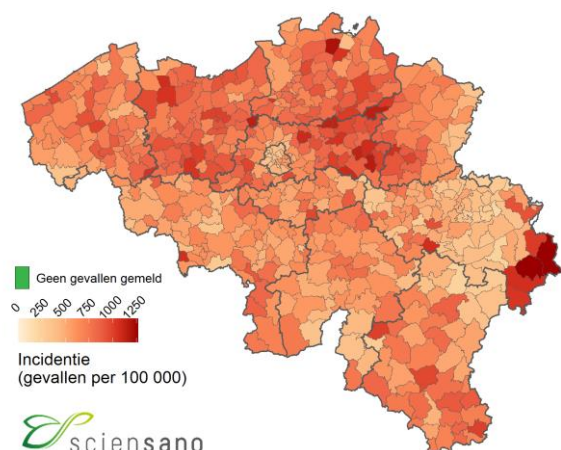 Geen gevallen gemeld
0 250 500 750 1000 1250
Incidentie
(gevallen per 100 000)
sciensano